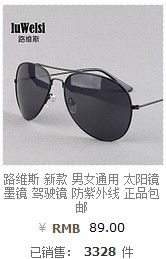 luWeisi
路维斯
路维斯 新款 男女通用 太阳镜
墨镜 驾驶镜 防紫外线 正品包
邮
¥ RMB 89.00
已销售: 3328 件